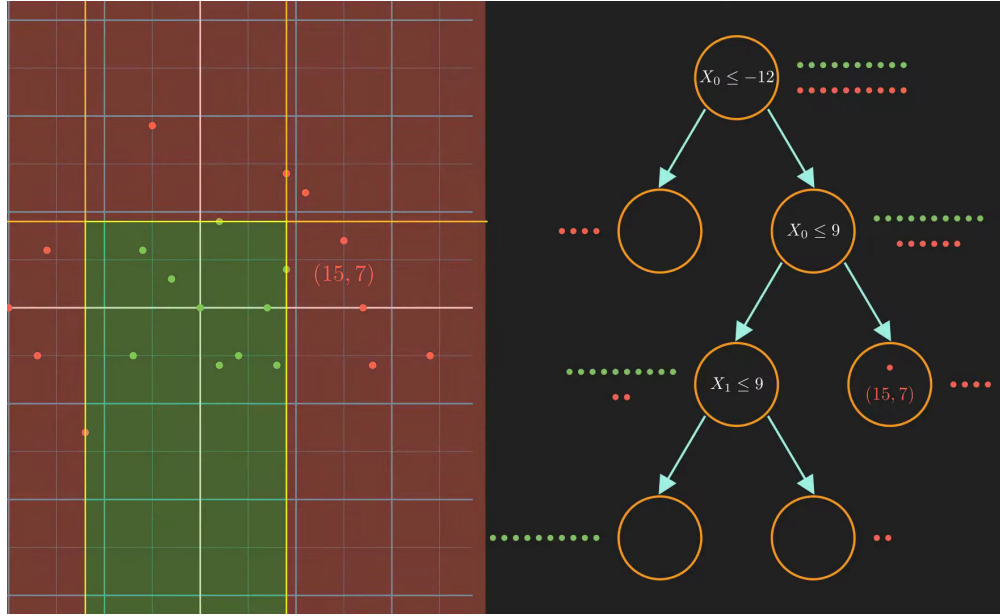 X₀ ≤ −12
X₀ ≤ 9
(15, 7)
X₁ ≤ 9
(15, 7)